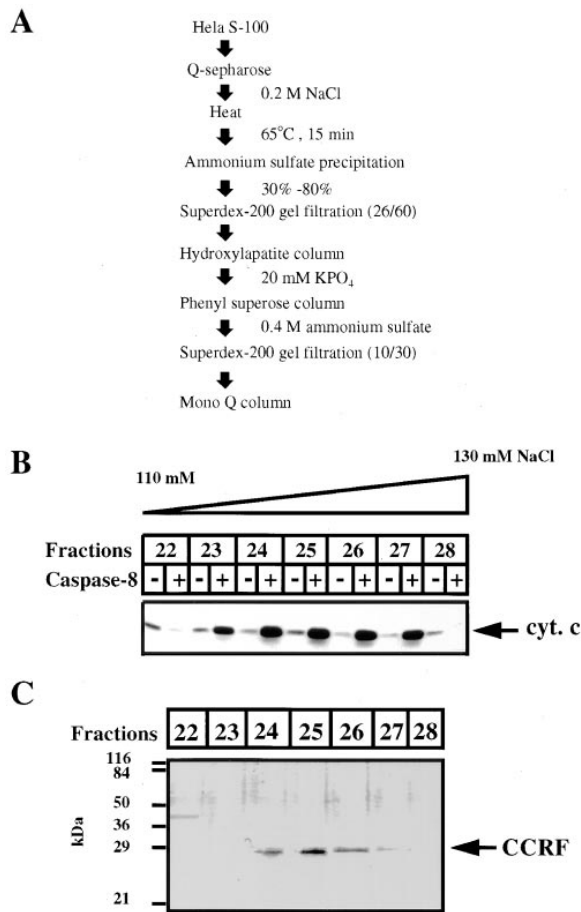 A
Hela S-100
Q-sepharose
0.2 M NaCl
Heat
65°C , 15 min
Ammonium sulfate precipitation
30% -80%
Superdex-200 gel filtration (26/60)
Hydroxylapatite column
20 mM KPO₄
Phenyl superose column
0.4 M ammonium sulfate
Superdex-200 gel filtration (10/30)
Mono Q column
B
130 mM NaCl
110 mM
Fractions 22 23 24 25 26 27 28
Caspase-8 - + - + - + - + - + - + - +
cyt. c
C
Fractions 22 23 24 25 26 27 28
116
84
50
36
29
21
kDa
CCRF